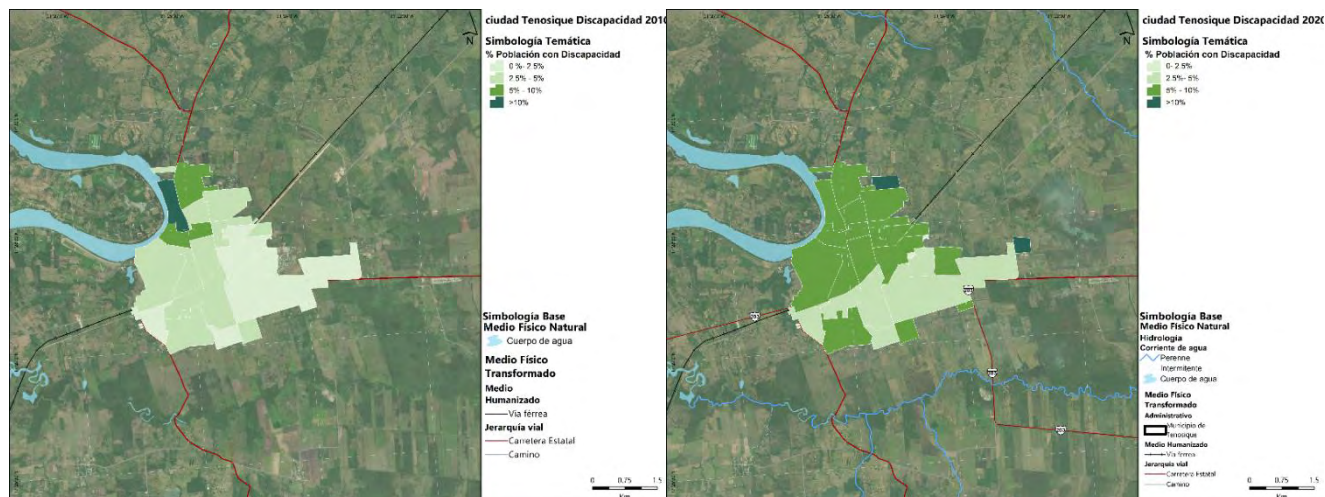 ciudad Tenosique Discapacidad 2010
N
Simbología Temática
% Población con Discapacidad
0 %- 2.5%
2.5%- 5%
5% - 10%
>10%
Simbología Base
Medio Físico Natural
Cuerpo de agua
Medio Físico
Transformado
Medio
Humanizado
Vía férrea
Jerarquía vial
Carretera Estatal
Camino
0 0.75 1.5
Km
ciudad Tenosique Discapacidad 2020
N
Simbología Temática
% Población con Discapacidad
0- 2.5%
2.5%- 5%
5% - 10%
>10%
203
203
Simbología Base
Medio Físico Natural
Hidrología
Corriente de agua
Perenne
Intermitente
Cuerpo de agua
Medio Físico
Transformado
Administrativo
Municipio de
Tenosique
Medio Humanizado
Vía férrea
Jerarquía vial
Carretera Estatal
Camino
0 0.75 1.5
Km